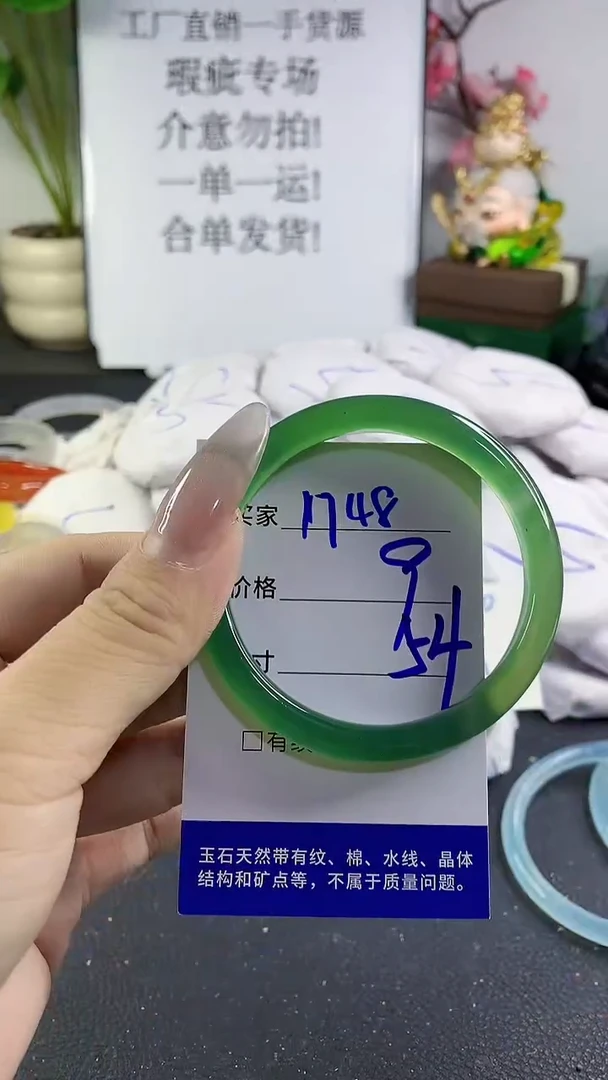 工厂直销一手货源
瑕疵专场
介意勿拍!
一单一运!
合单发货!
买家 1748
价格 9
寸 54
□有
玉石天然带有纹、棉、水线、晶体
结构和矿点等，不属于质量问题。